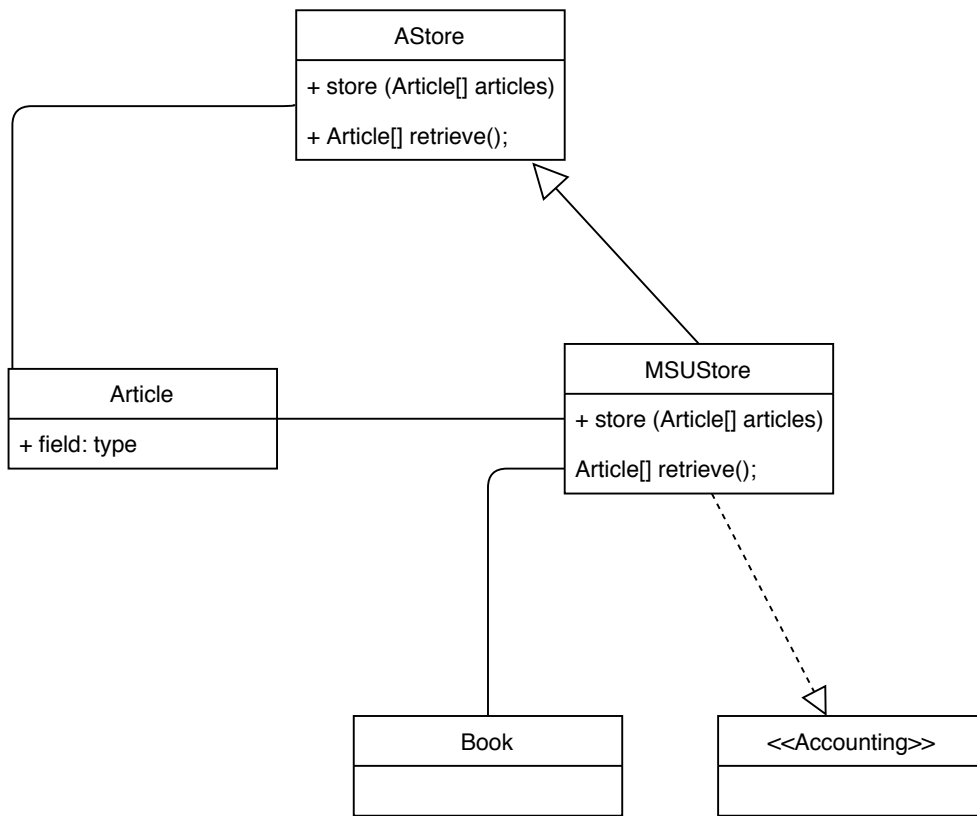 AStore
+ store (Article[] articles)
+ Article[] retrieve();
Article
+ field: type
MSUStore
+ store (Article[] articles)
Article[] retrieve();
Book
<<Accounting>>